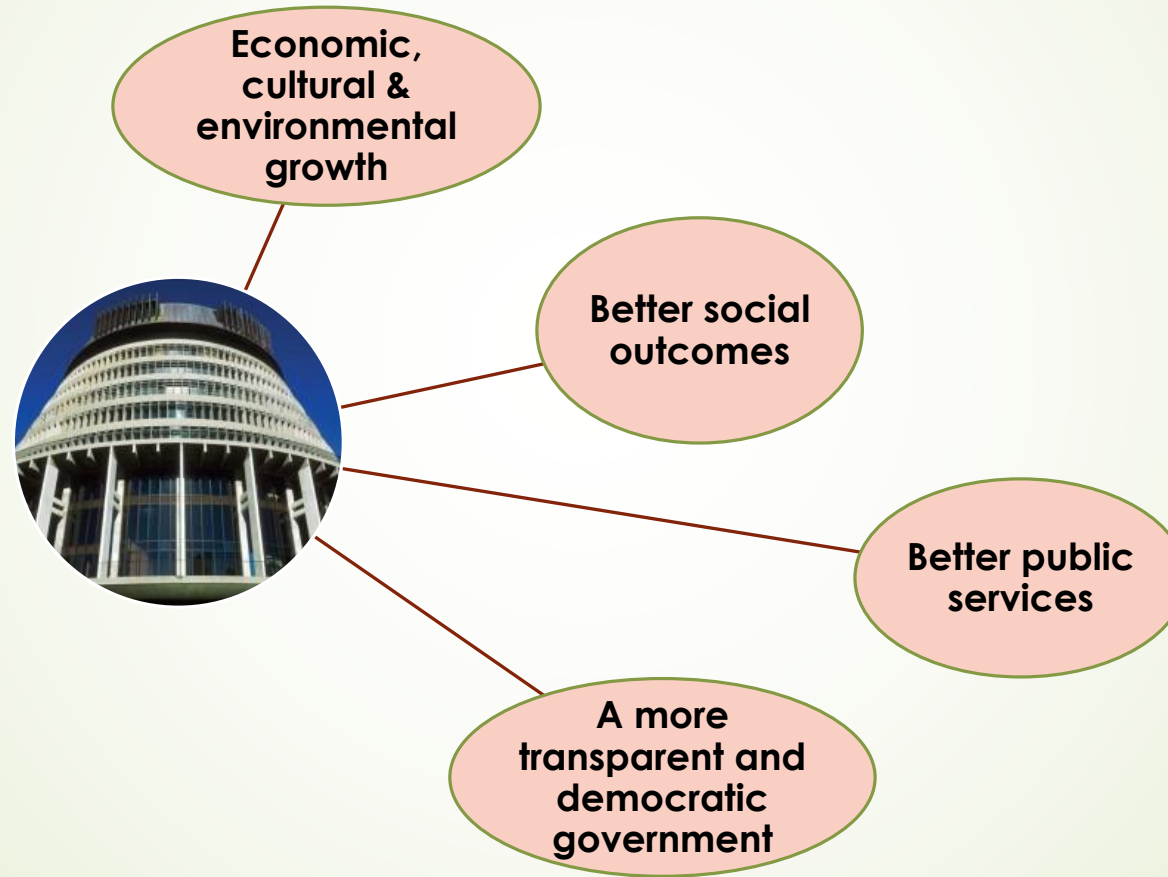 Economic,
cultural &
environmental
growth
Better social
outcomes
Better public
services
A more
transparent and
democratic
government